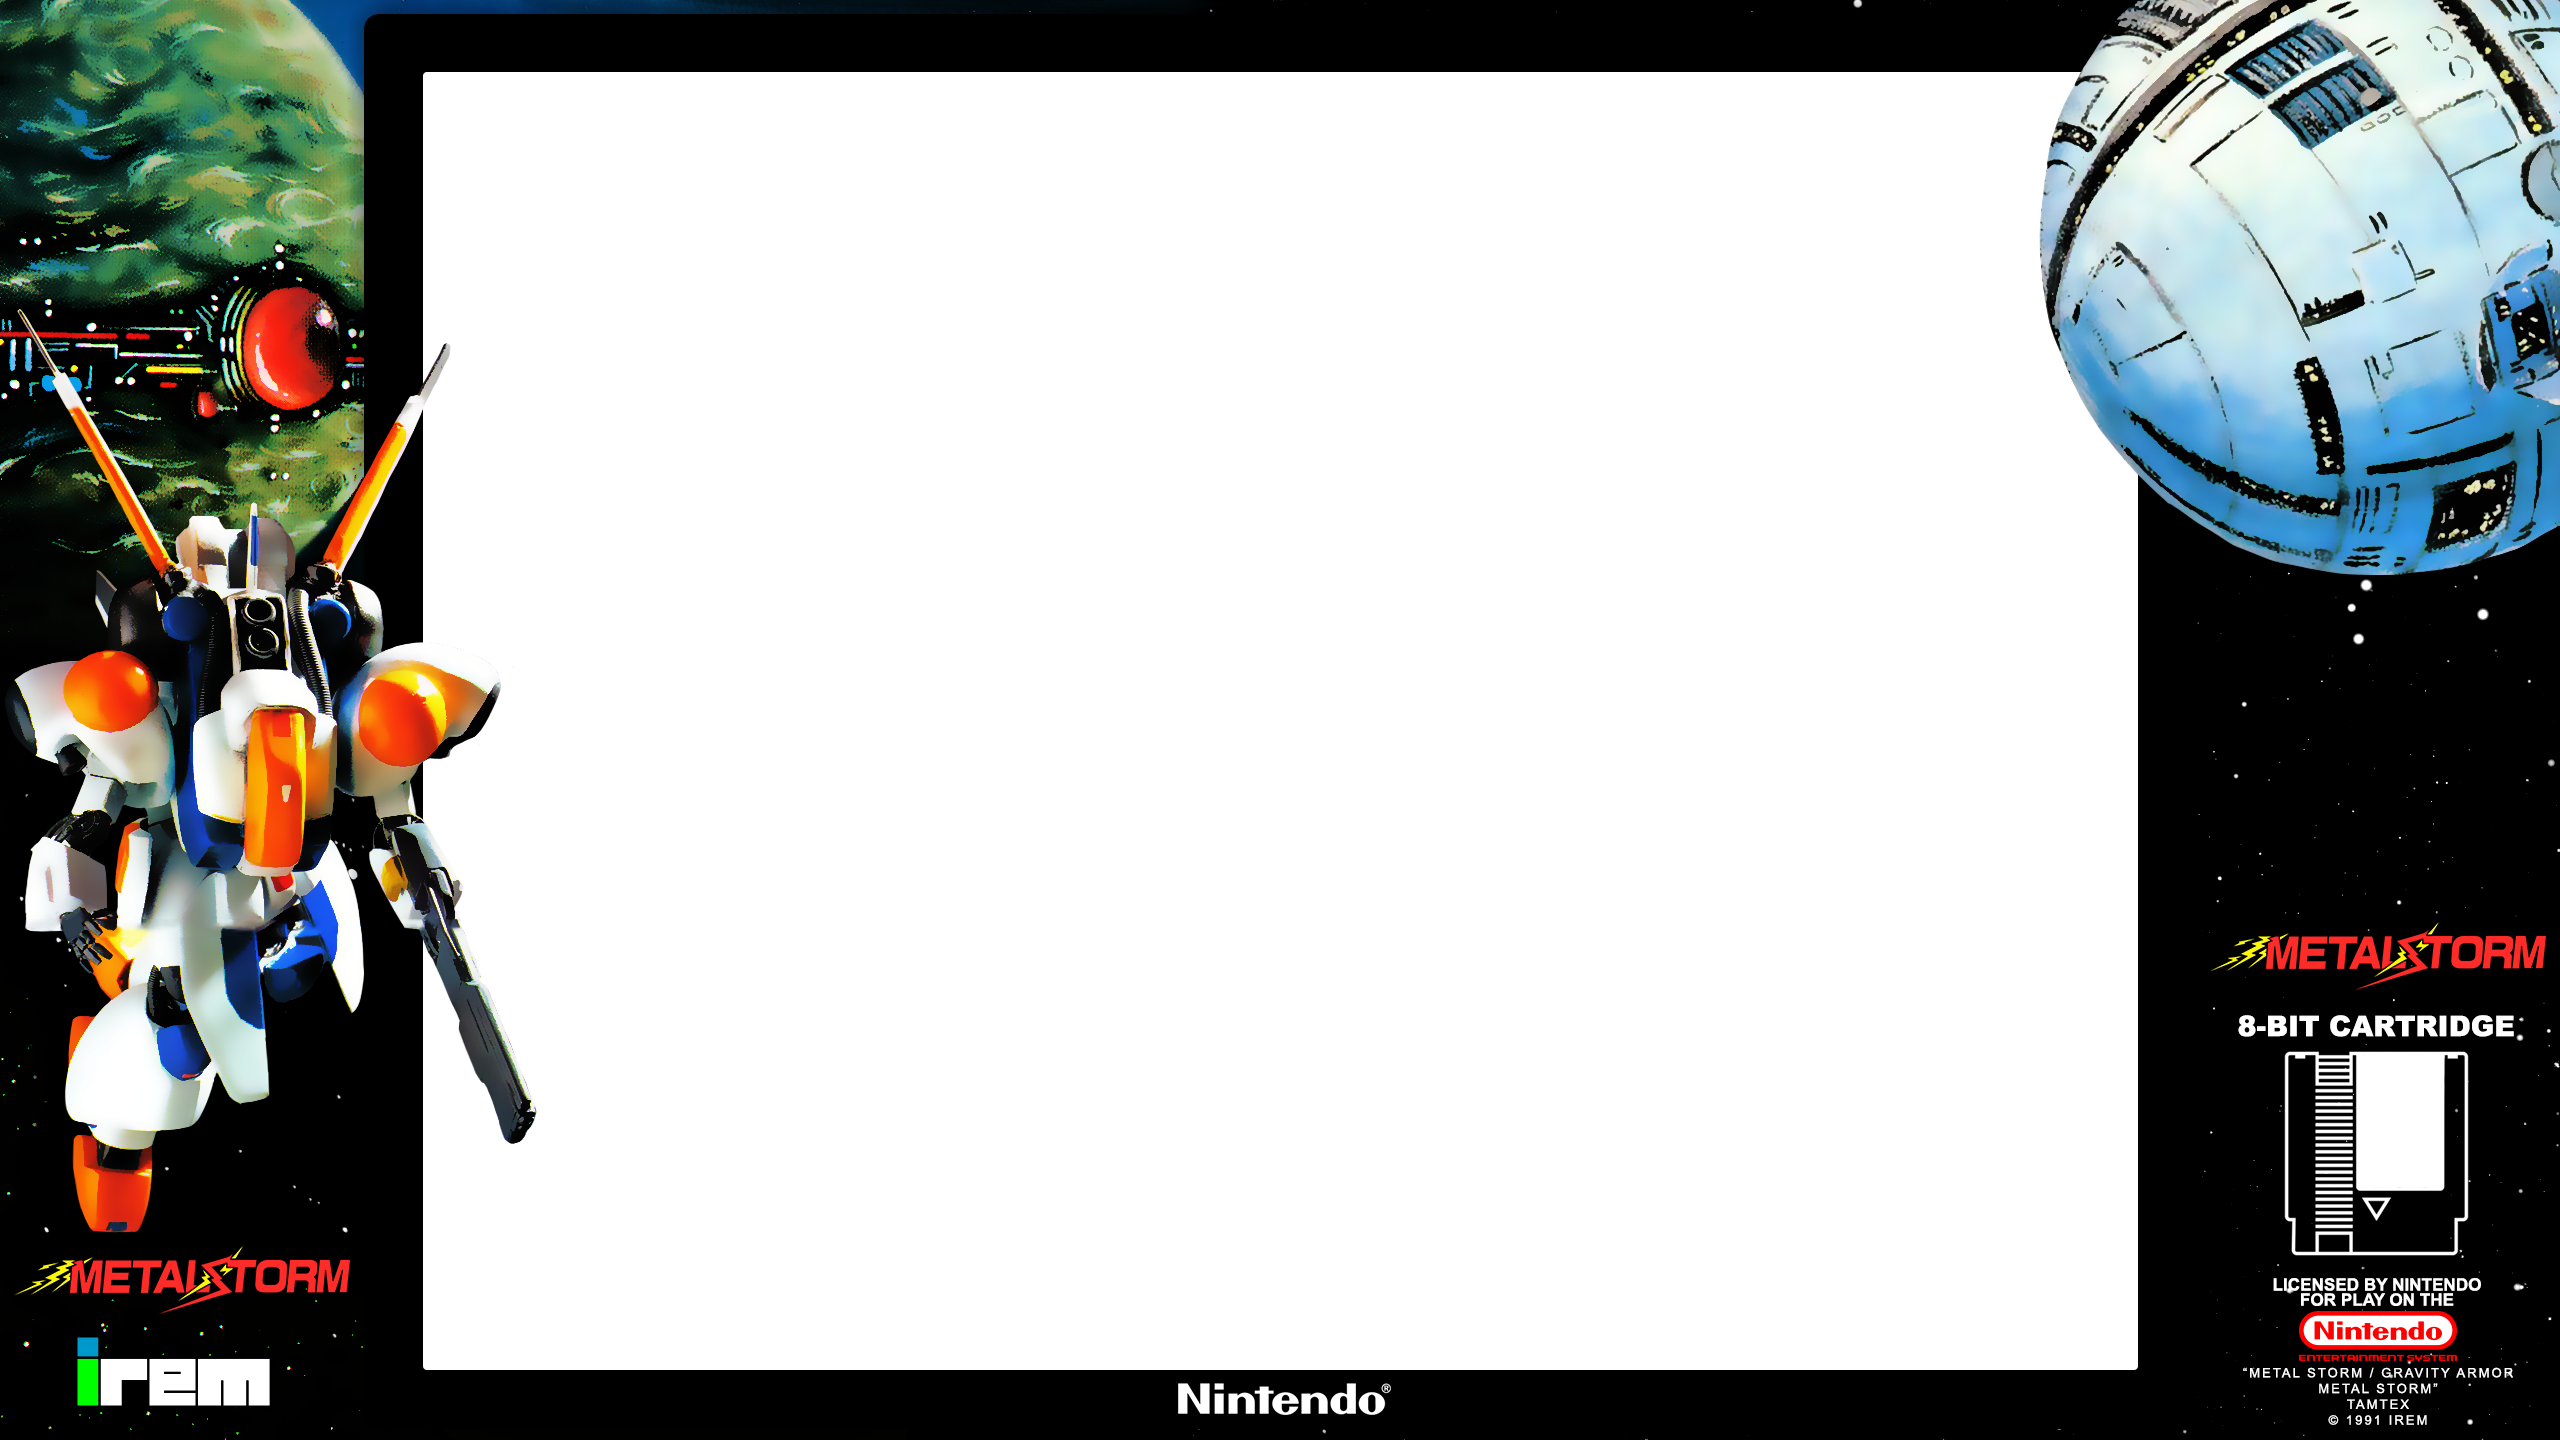 METAL STORM
irem
Nintendo®
METAL STORM
8-BIT CARTRIDGE
LICENSED BY NINTENDO
FOR PLAY ON THE
Nintendo
ENTERTAINMENT SYSTEM
"METAL STORM / GRAVITY ARMOR
METAL STORM"
TAMTEX
© 1991 IREM